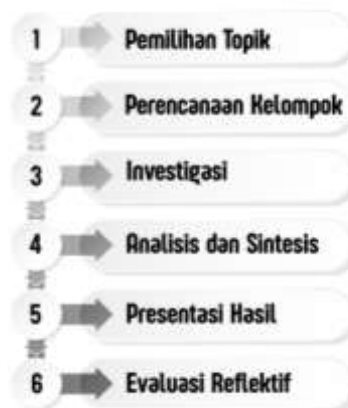 1 Pemilihan Topik
2 Perencanaan Kelompok
3 Investigasi
4 Analisis dan Sintesis
5 Presentasi Hasil
6 Evaluasi Reflektif